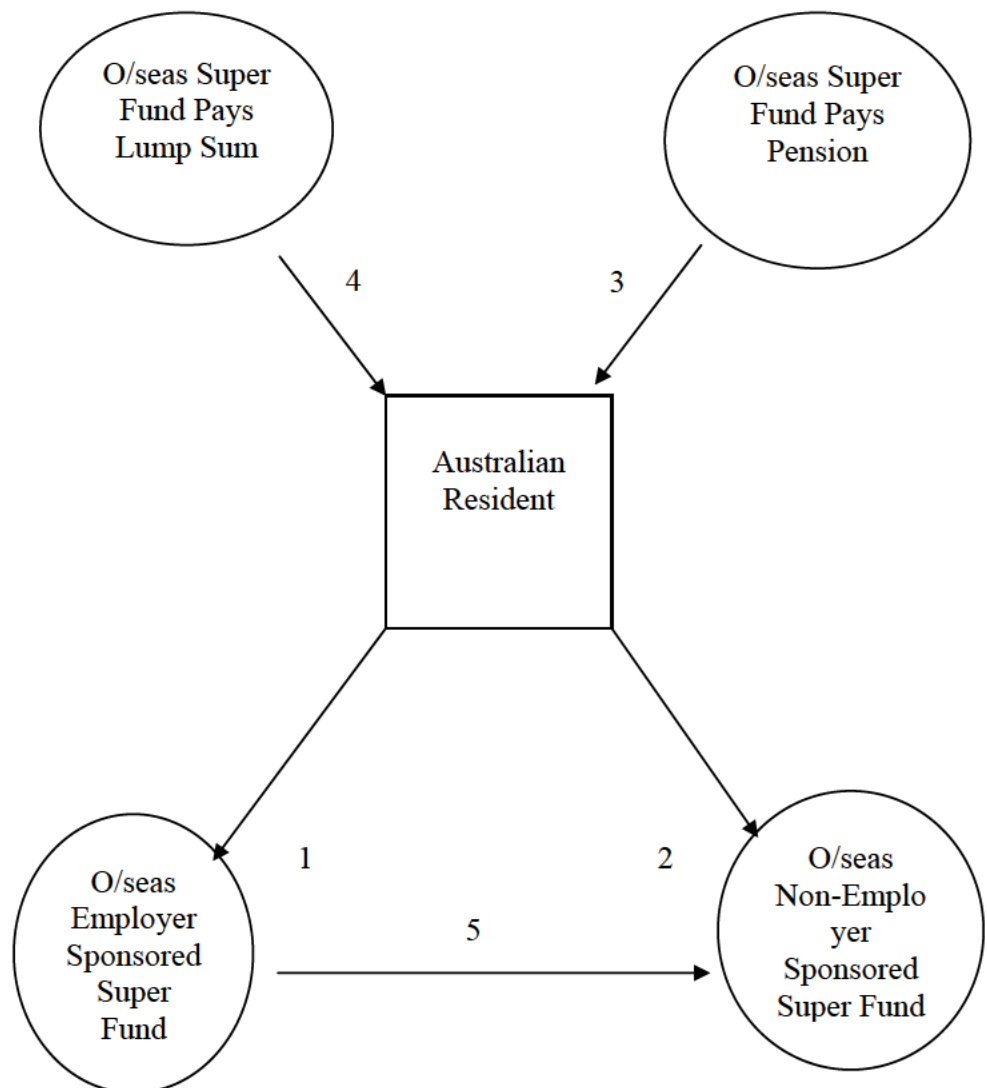 O/seas Super
Fund Pays
Lump Sum
O/seas Super
Fund Pays
Pension
4
3
Australian
Resident
1
2
O/seas
Employer
Sponsored
Super
Fund
5
O/seas
Non-Emplo
yer
Sponsored
Super Fund